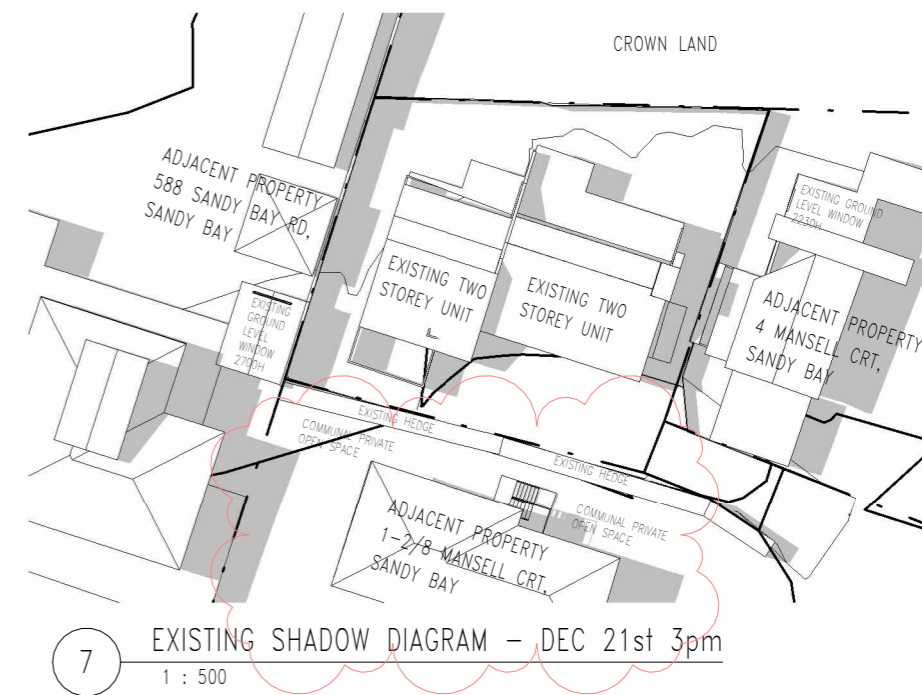 CROWN LAND
ADJACENT PROPERTY
588 SANDY BAY RD,
SANDY BAY
EXISTING GROUND
LEVEL WINDOW
2230H
EXISTING TWO
STOREY UNIT
EXISTING TWO
STOREY UNIT
ADJACENT PROPERTY
4 MANSELL CRT,
SANDY BAY
EXISTING
GROUND
LEVEL
WINDOW
2700H
EXISTING HEDGE
COMMUNAL PRIVATE
OPEN SPACE
EXISTING HEDGE
COMMUNAL PRIVATE
OPEN SPACE
ADJACENT PROPERTY
1-2/8 MANSELL CRT,
SANDY BAY
7
EXISTING SHADOW DIAGRAM - DEC 21st 3pm
1 : 500